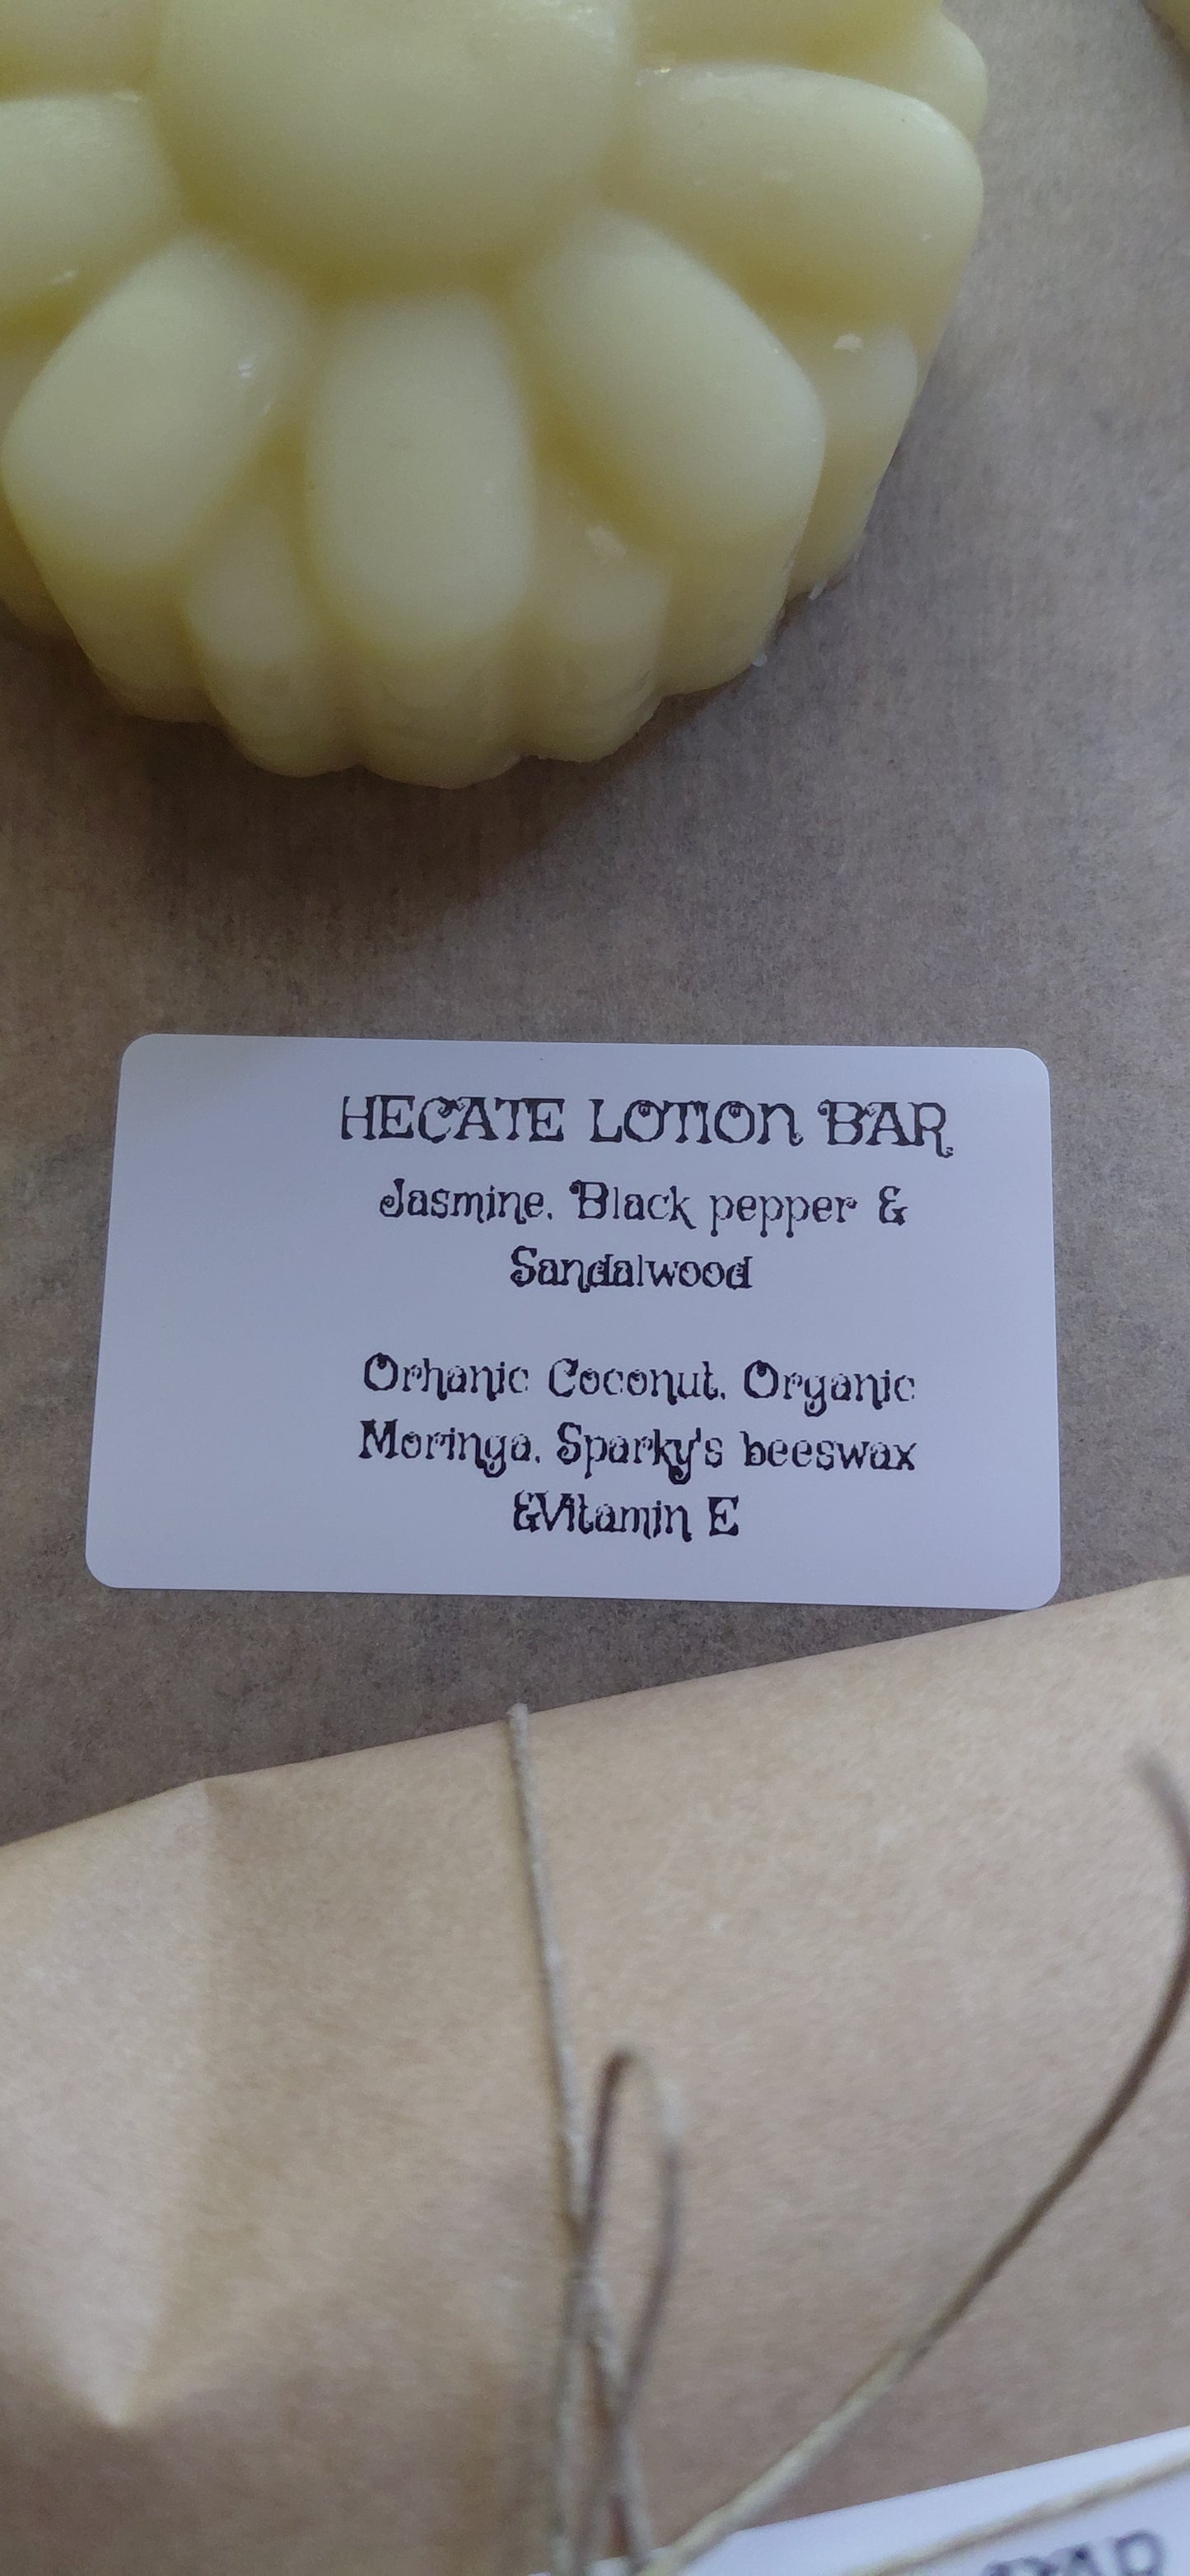 HECATE LOTION BAR
Jasmine, Black pepper &
Sandalwood
Orhanic Coconut, Organic
Moringa, Sparky's beeswax
&Vitamin E